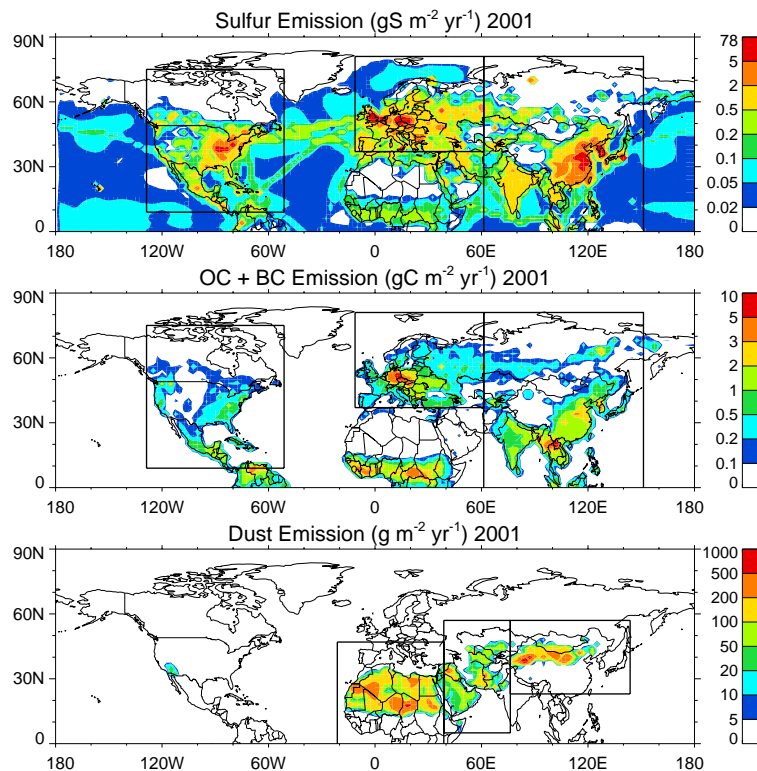 Sulfur Emission (gS m⁻² yr⁻¹) 2001
90N
60N
30N
0
180 120W 60W 0 60E 120E 180
78
5
2
0.5
0.2
0.1
0.05
0.02
0
OC + BC Emission (gC m⁻² yr⁻¹) 2001
90N
60N
30N
0
180 120W 60W 0 60E 120E 180
10
5
3
2
1
0.5
0.2
0.1
0
Dust Emission (g m⁻² yr⁻¹) 2001
90N
60N
30N
0
180 120W 60W 0 60E 120E 180
1000
500
200
100
50
20
10
5
0